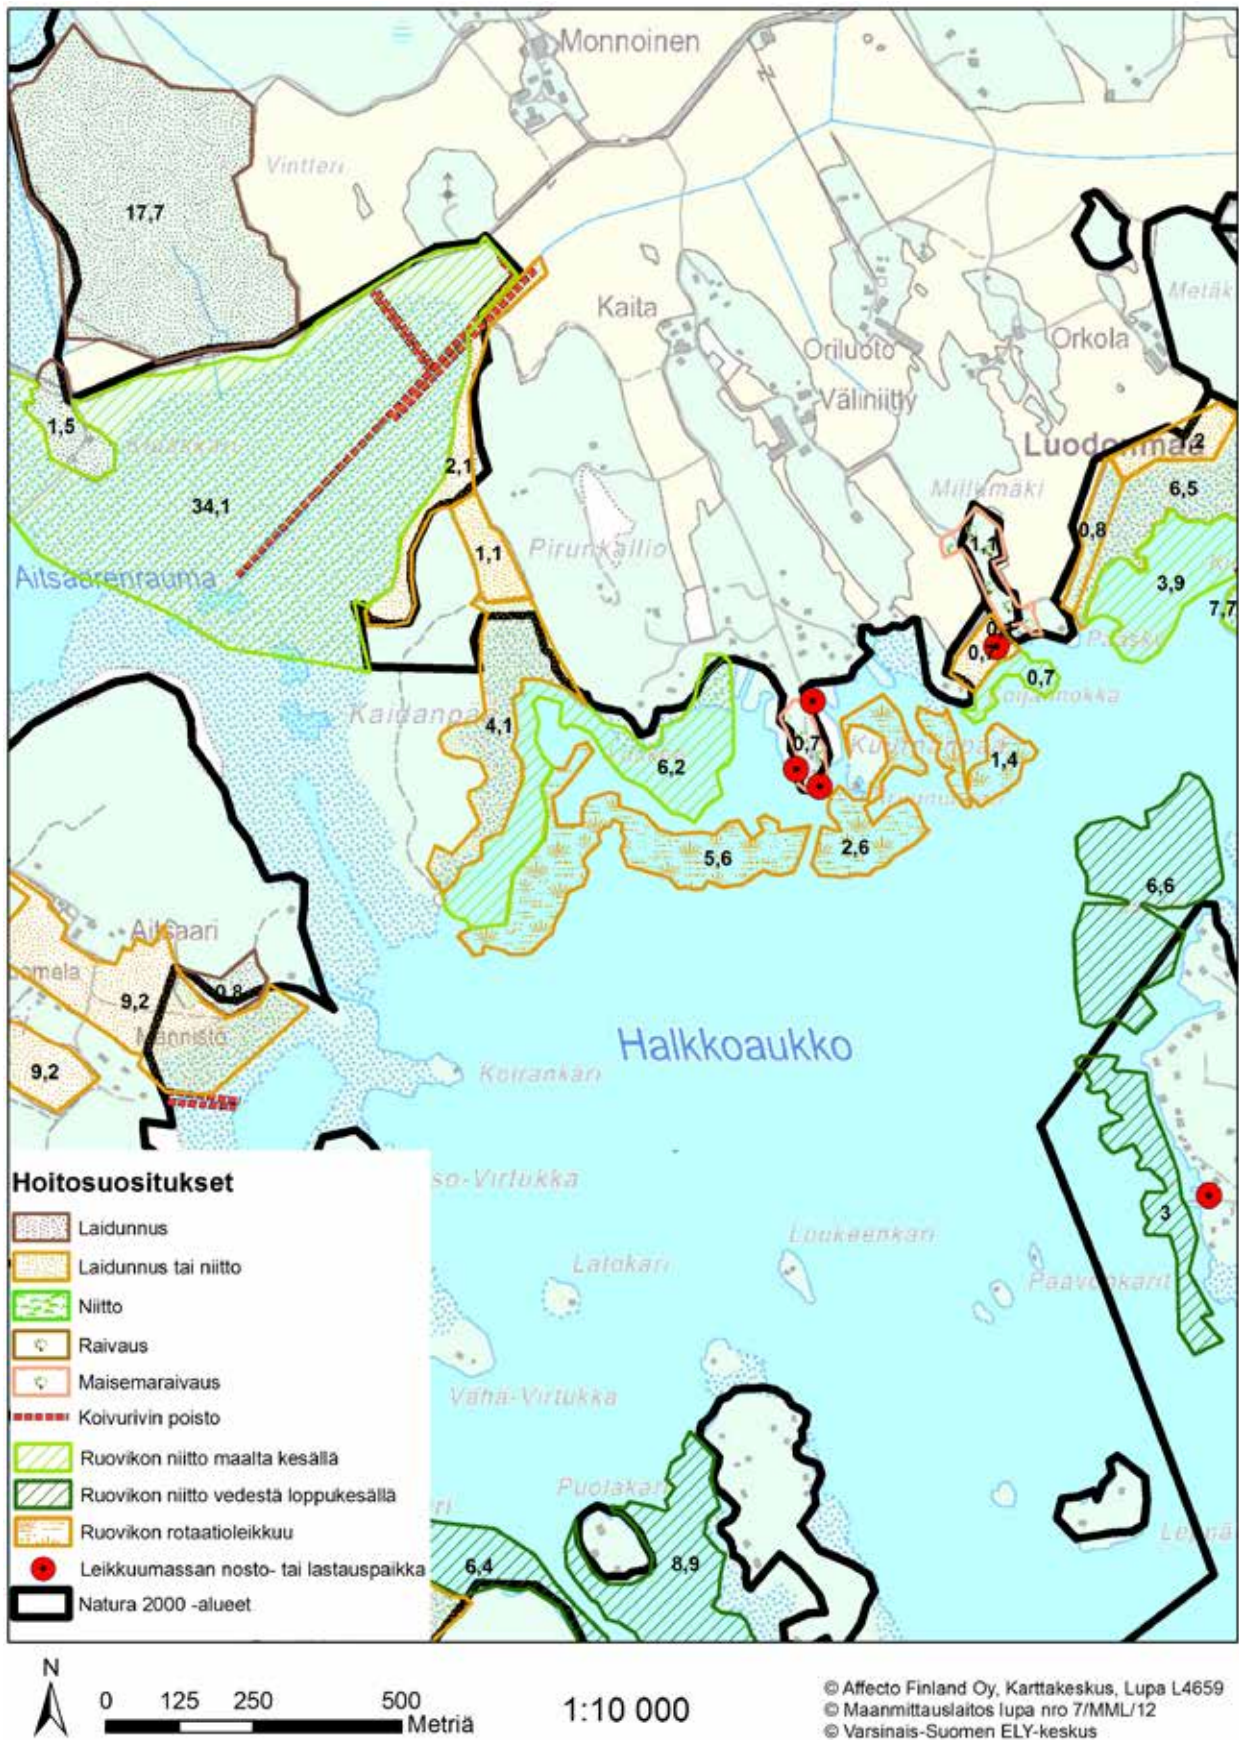 Monnoinen
Vintteri
17,7
Kaita
Metäk
Oriluoto
Orkola
Väliniitty
1,5
2,1
Luodonmaa
34,1
Millumäki
6,5
1,1
1,1
0,8
Pirunkallio
Aitsaarenrauma
3,9
7,7
0,7
0,7
4,1
6,2
0,7
1,4
5,6
2,6
6,6
Aitsaari
0,8
9,2
Männistö
9,2
Halkkoaukko
Koirankari
so-Virtukka
3
Loukeenkari
Latokari
Paavonkarit
Vähä-Virtukka
Puolakari
6,4
8,9
Hoitosuositukset
Laidunnus
Laidunnus tai niitto
Niitto
Raivaus
Maisemaraivaus
Koivurivin poisto
Ruovikon niitto maalta kesällä
Ruovikon niitto vedestä loppukesällä
Ruovikon rotaatioleikkuu
Leikkuumassan nosto- tai lastauspaikka
Natura 2000 -alueet
N
0 125 250 500
Metriä
1:10 000
© Affecto Finland Oy, Karttakeskus, Lupa L4659
© Maanmittauslaitos lupa nro 7/MML/12
© Varsinais-Suomen ELY-keskus